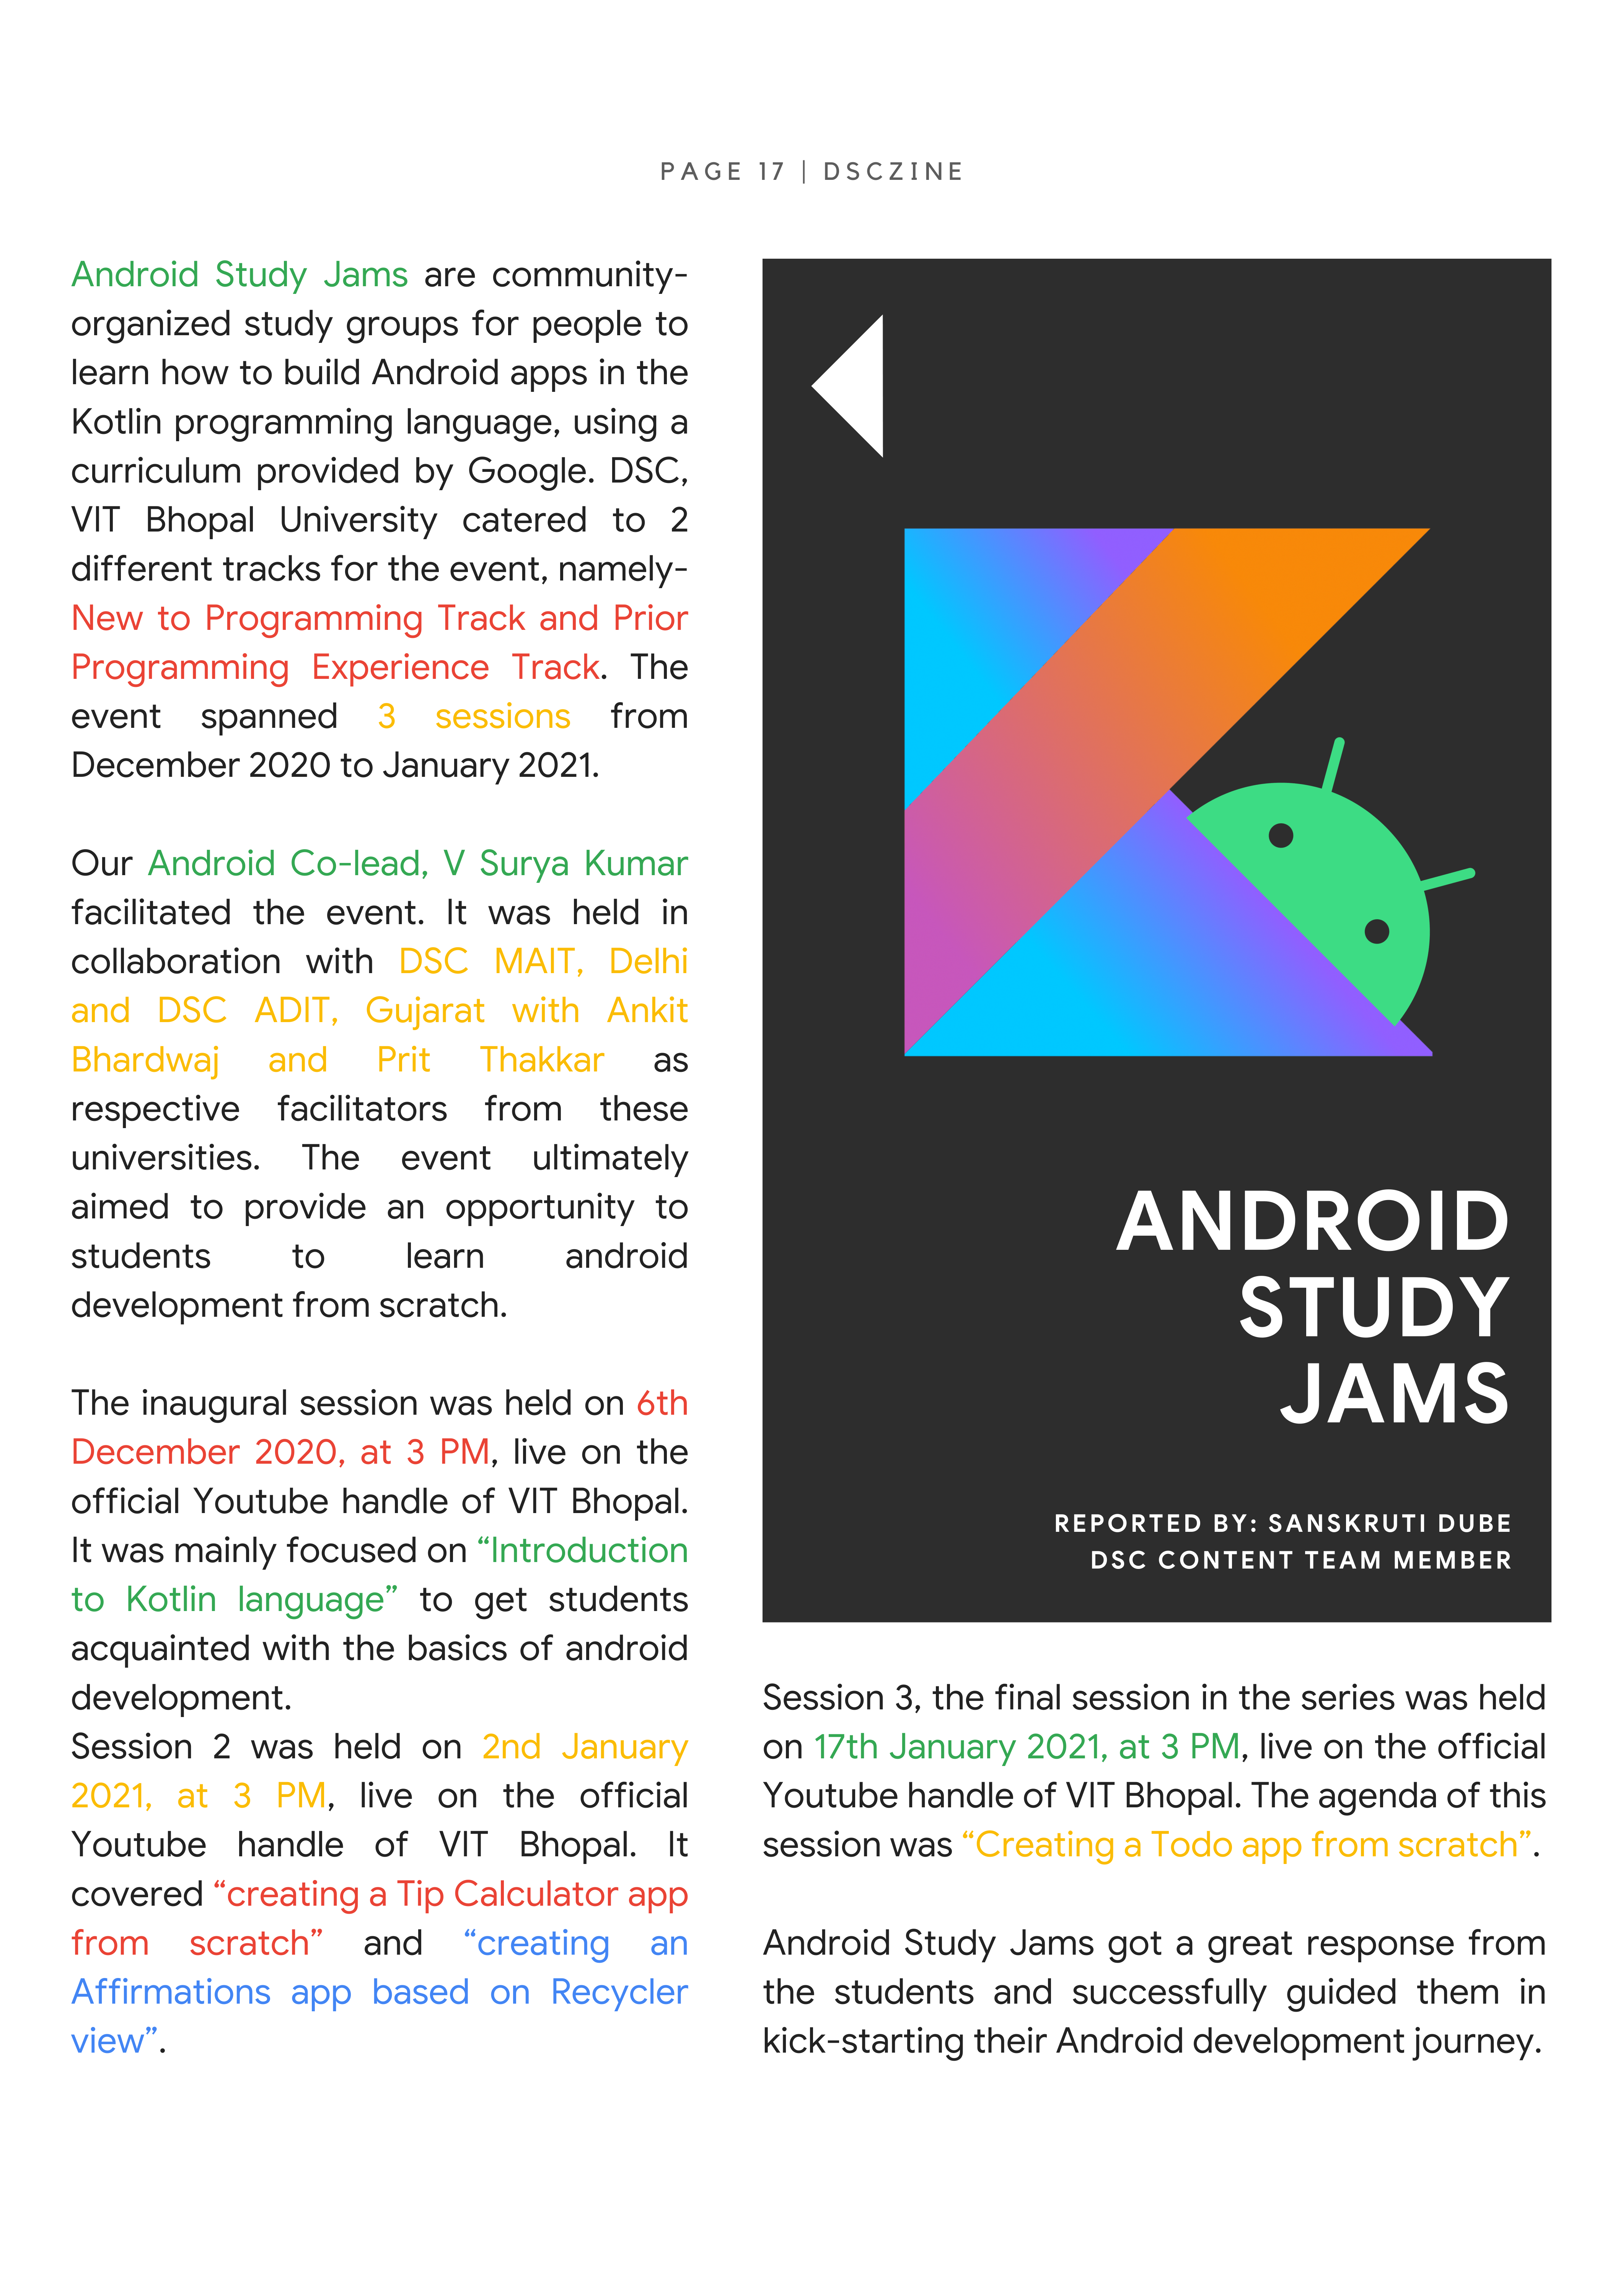 PAGE 17 | DSCZINE
Android Study Jams are community-
organized study groups for people to
learn how to build Android apps in the
Kotlin programming language, using a
curriculum provided by Google. DSC,
VIT Bhopal University catered to 2
different tracks for the event, namely-
New to Programming Track and Prior
Programming Experience Track. The
event spanned 3 sessions from
December 2020 to January 2021.
Our Android Co-lead, V Surya Kumar
facilitated the event. It was held in
collaboration with DSC MAIT, Delhi
and DSC ADIT, Gujarat with Ankit
Bhardwaj and Prit Thakkar as
respective facilitators from these
universities. The event ultimately
aimed to provide an opportunity to
students to learn android
development from scratch.
The inaugural session was held on 6th
December 2020, at 3 PM, live on the
official Youtube handle of VIT Bhopal.
It was mainly focused on “Introduction
to Kotlin language” to get students
acquainted with the basics of android
development.
Session 2 was held on 2nd January
2021, at 3 PM, live on the official
Youtube handle of VIT Bhopal. It
covered “creating a Tip Calculator app
from scratch” and “creating an
Affirmations app based on Recycler
view”.
ANDROID
STUDY
JAMS
REPORTED BY: SANSKRUTI DUBE
DSC CONTENT TEAM MEMBER
Session 3, the final session in the series was held
on 17th January 2021, at 3 PM, live on the official
Youtube handle of VIT Bhopal. The agenda of this
session was “Creating a Todo app from scratch”.
Android Study Jams got a great response from
the students and successfully guided them in
kick-starting their Android development journey.